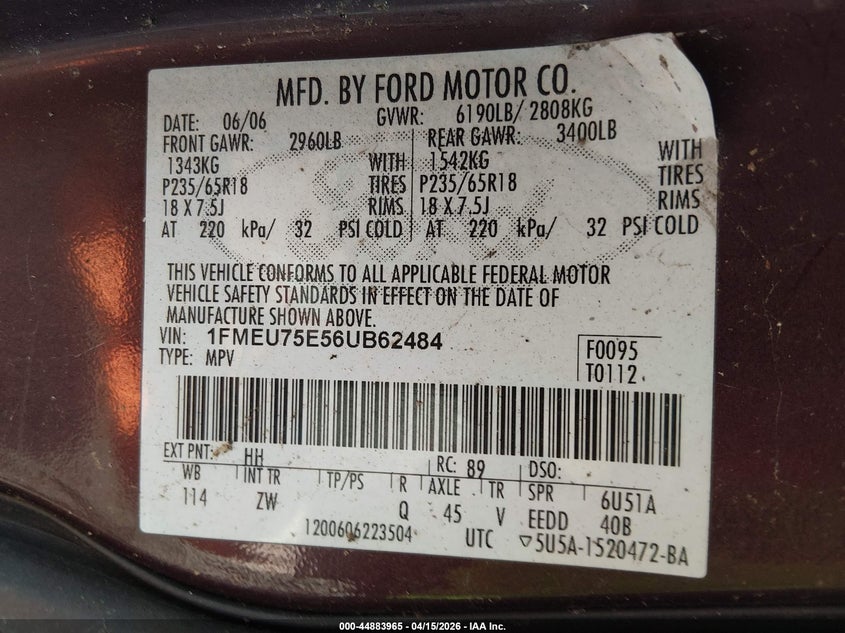 MFD. BY FORD MOTOR CO.
DATE: 06/06 GVWR: 6190LB/ 2808KG
FRONT GAWR: 2960LB REAR GAWR: 3400LB
1343KG WITH 1542KG WITH
P235/65R18 TIRES P235/65R18 TIRES
18 X 7.5J RIMS 18 X 7.5J RIMS
AT 220 kPa/ 32 PSI COLD AT 220 kPa/ 32 PSI COLD
THIS VEHICLE CONFORMS TO ALL APPLICABLE FEDERAL MOTOR
VEHICLE SAFETY STANDARDS IN EFFECT ON THE DATE OF
MANUFACTURE SHOWN ABOVE.
VIN: 1FMEU75E56UB62484
TYPE: MPV
F0095
T0112
EXT PNT: HH RC: 89 DSO:
WB INT TR TP/PS R AXLE TR SPR 6U51A
114 ZW Q 45 V EEDD 40B
1200606223504 UTC ▽5U5A-1520472-BA
000-44883965 - 04/15/2026 - IAA Inc.